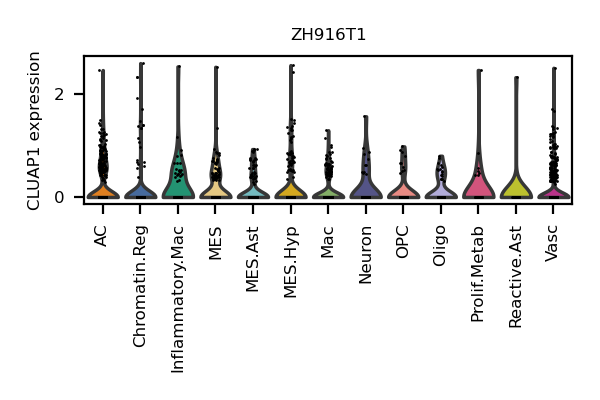 ZH916T1
CLUAP1 expression
2
0
AC
Chromatin.Reg
Inflammatory.Mac
MES
MES.Ast
MES.Hyp
Mac
Neuron
OPC
Oligo
Prolif.Metab
Reactive.Ast
Vasc